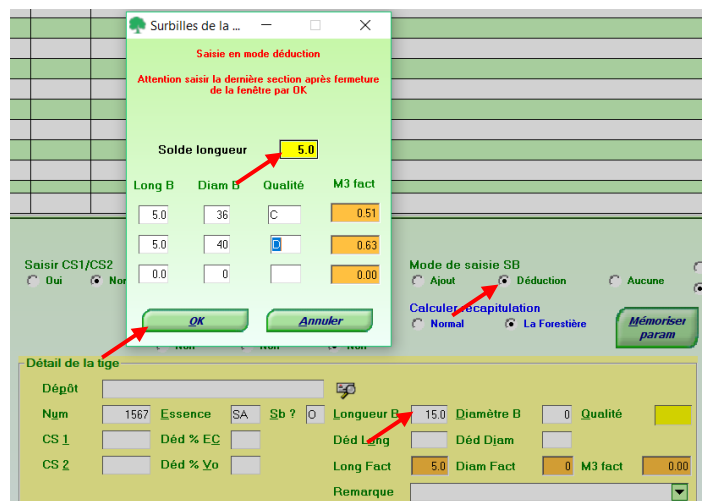 Surbilles de la ...
Saisie en mode déduction
Attention saisir la dernière section après fermeture
de la fenêtre par OK
Solde longueur 5.0
Long B Diam B Qualité M3 fact
5.0 36 C 0.51
5.0 40 D 0.63
0.0 0 0.00
OK Annuler
Saisir CS1/CS2
Oui Non
Mode de saisie SB
Ajout Déduction Aucune
Calculer récapitulation
Normal La Forestière
Mémoriser
param
Non Non Non
Détail de la tige
Dépôt
Num 1567 Essence SA Sb ? O Longueur B 15.0 Diamètre B 0 Qualité
CS 1 Déd % EC Déd Long Déd Diam
CS 2 Déd % Vo Long Fact 5.0 Diam Fact 0 M3 fact 0.00
Remarque